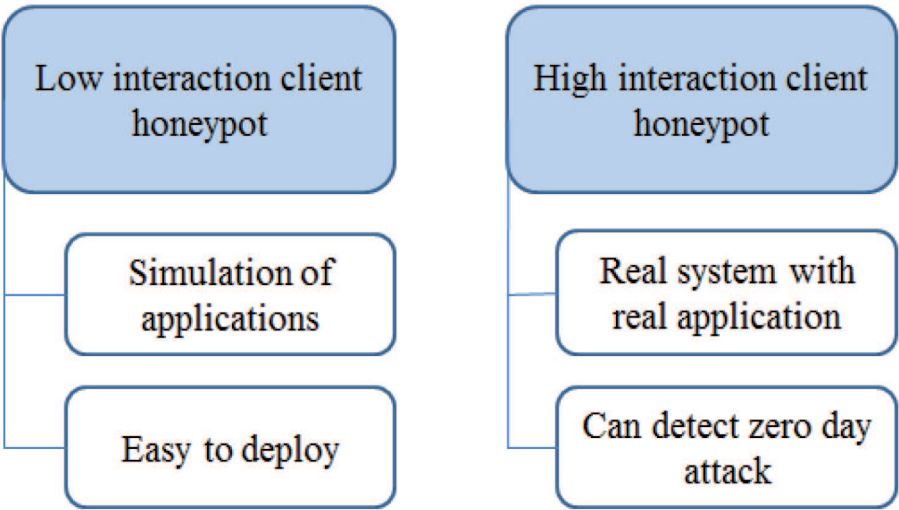 Low interaction client
honeypot
Simulation of
applications
Easy to deploy
High interaction client
honeypot
Real system with
real application
Can detect zero day
attack